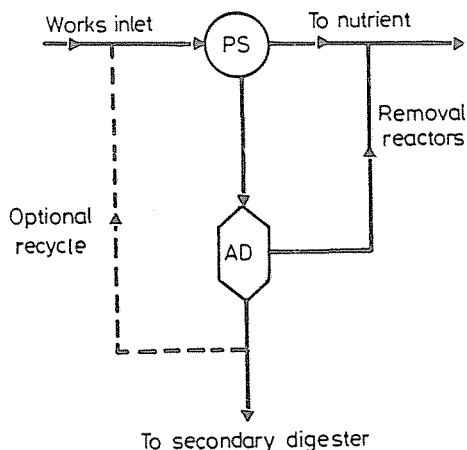 Works inlet
PS
To nutrient
Removal
reactors
Optional
recycle
AD
To secondary digester